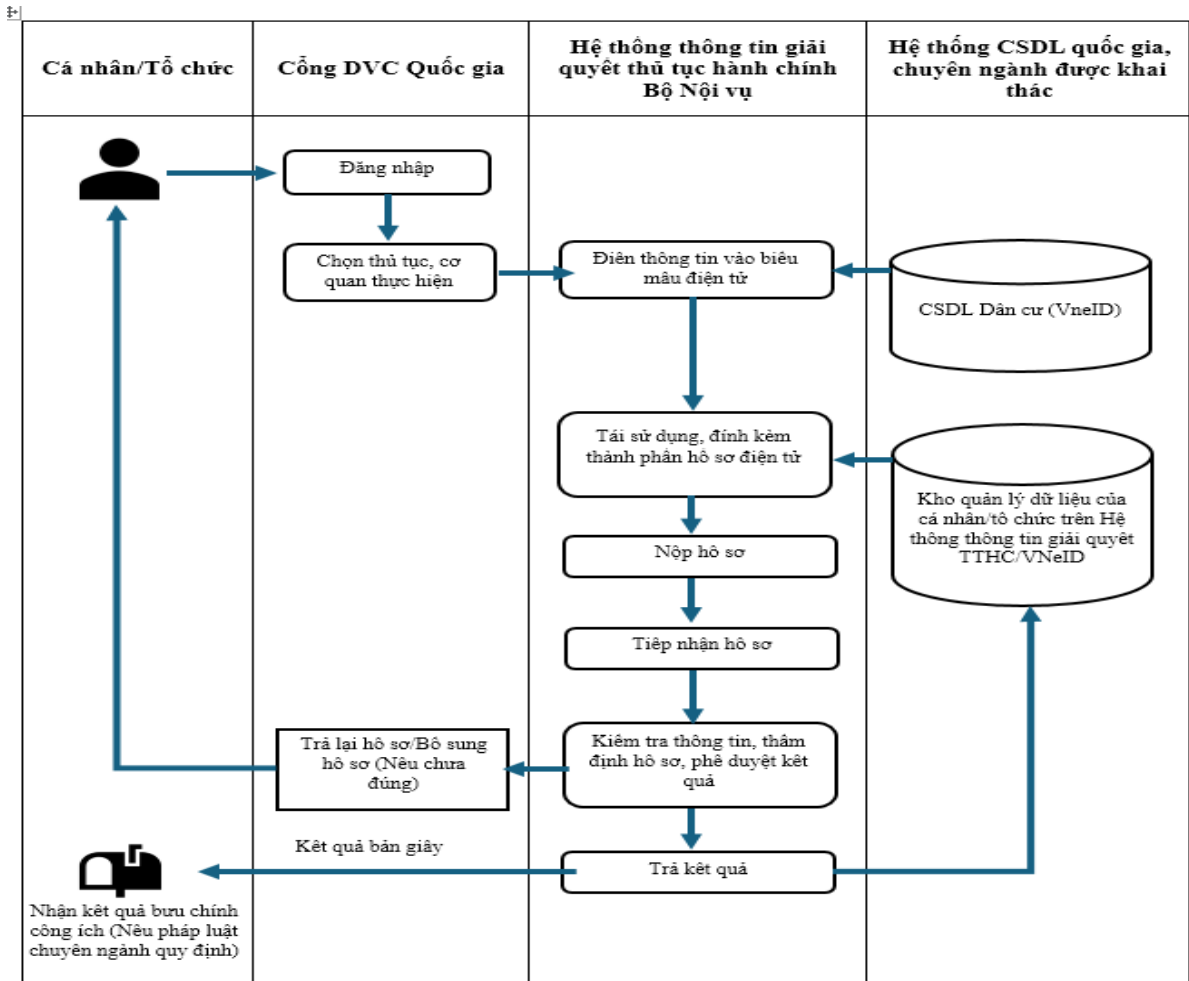 Cá nhân/Tổ chức
Cổng DVC Quốc gia
Hệ thống thông tin giải
quyết thủ tục hành chính
Bộ Nội vụ
Hệ thống CSDL quốc gia,
chuyên ngành được khai
thác
Đăng nhập
Chọn thủ tục, cơ
quan thực hiện
Điền thông tin vào biểu
mẫu điện tử
CSDL Dân cư (VneID)
Tái sử dụng, đính kèm
thành phần hồ sơ điện tử
Kho quản lý dữ liệu của
cá nhân/tổ chức trên Hệ
thống thông tin giải quyết
TTHC/VNeID
Nộp hồ sơ
Tiếp nhận hồ sơ
Trả lại hồ sơ/Bổ sung
hồ sơ (Nếu chưa
đúng)
Kiểm tra thông tin, thẩm
định hồ sơ, phê duyệt kết
quả
Kết quả bản giấy
Trả kết quả
Nhận kết quả bưu chính
công ích (Nếu pháp luật
chuyên ngành quy định)